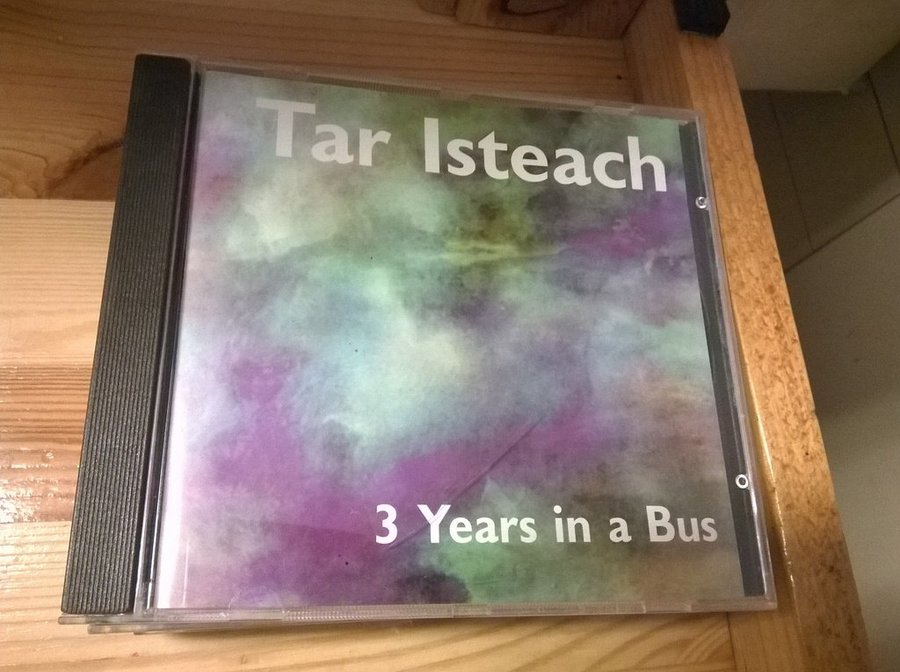 Tar Isteach
3 Years in a Bus